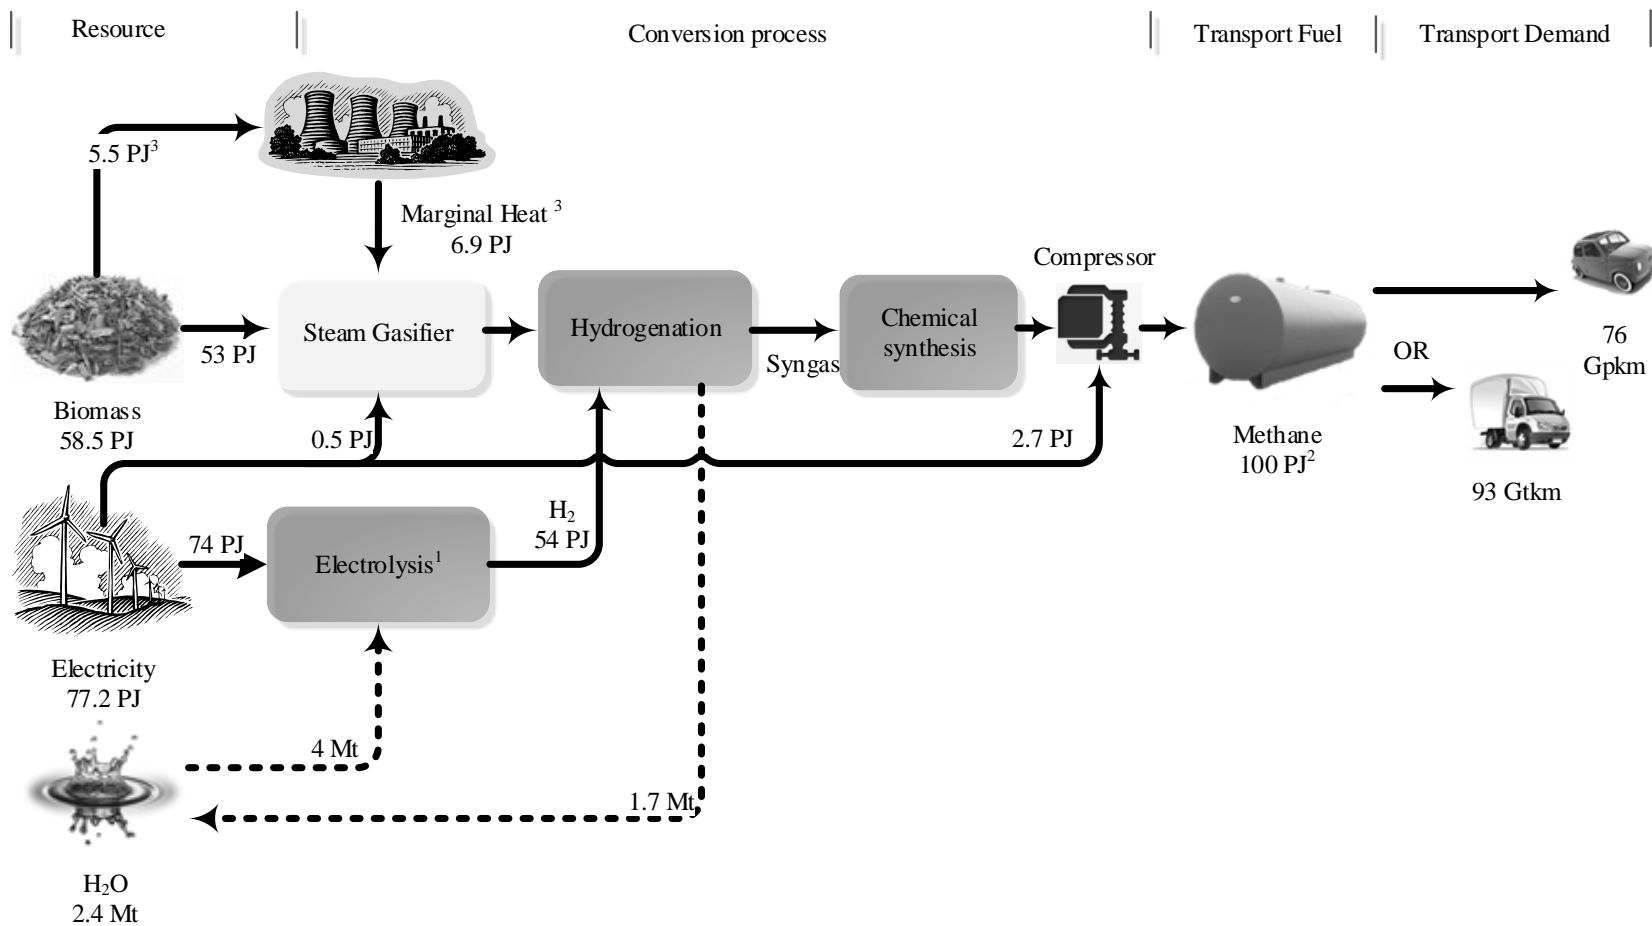 Resource
Conversion process
Transport Fuel
Transport Demand
5.5 PJ³
Marginal Heat ³
6.9 PJ
Compressor
Steam Gasifier
Hydrogenation
Chemical
synthesis
53 PJ
Syngas
OR
76
Gpkm
Biomass
58.5 PJ
0.5 PJ
2.7 PJ
Methane
100 PJ²
93 Gtkm
H₂
54 PJ
74 PJ
Electrolysis¹
Electricity
77.2 PJ
4 Mt
1.7 Mt
H₂O
2.4 Mt